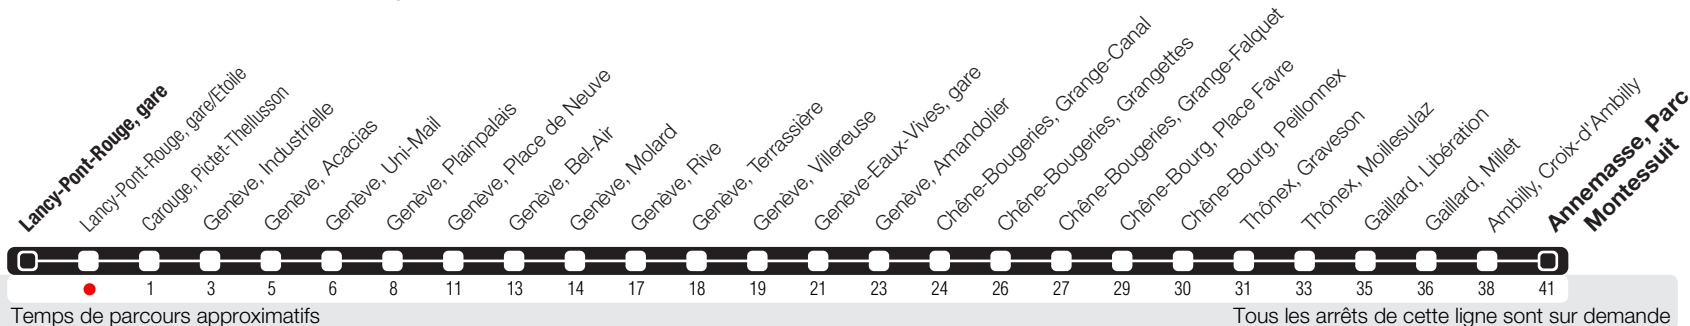 Lancy-Pont-Rouge, gare
Lancy-Pont-Rouge, gare/Etoile
Carouge, Pictet-Thellusson
Genève, Industrielle
Genève, Acacias
Genève, Uni-Mail
Genève, Plainpalais
Genève, Place de Neuve
Genève, Bel-Air
Genève, Molard
Genève, Rive
Genève, Terrassière
Genève, Villereuse
Genève-Eaux-Vives, gare
Genève, Amandolier
Chêne-Bougeries, Grange-Canal
Chêne-Bougeries, Grangettes
Chêne-Bougeries, Grange-Falquet
Chêne-Bourg, Place Favre
Chêne-Bourg, Peillonnex
Thônex, Graveson
Thônex, Moillesulaz
Gaillard, Libération
Gaillard, Millet
Ambilly, Croix-d'Ambilly
Annemasse, Parc
Montessuit
1 3 5 6 8 11 13 14 17 18 19 21 23 24 26 27 29 30 31 33 35 36 38 41
Temps de parcours approximatifs
Tous les arrêts de cette ligne sont sur demande